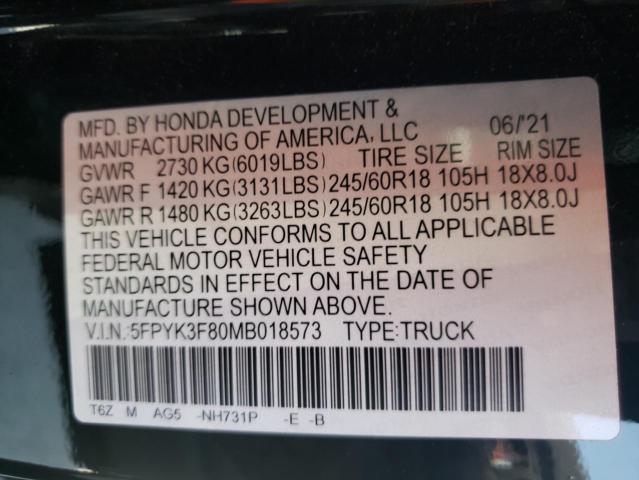 MFD. BY HONDA DEVELOPMENT &
MANUFACTURING OF AMERICA, LLC 06/'21
GVWR 2730 KG (6019LBS) TIRE SIZE RIM SIZE
GAWR F 1420 KG (3131LBS) 245/60R18 105H 18X8.0J
GAWR R 1480 KG (3263LBS) 245/60R18 105H 18X8.0J
THIS VEHICLE CONFORMS TO ALL APPLICABLE
FEDERAL MOTOR VEHICLE SAFETY
STANDARDS IN EFFECT ON THE DATE OF
MANUFACTURE SHOWN ABOVE.
V.I.N.:5FPYK3F80MB018573 TYPE:TRUCK
T6Z M AG5 -NH731P -E -B